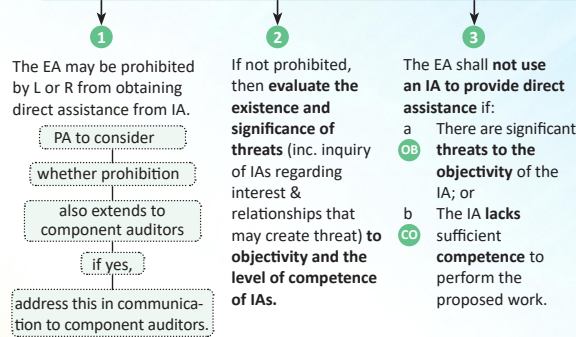 1
The EA may be prohibited
by L or R from obtaining
direct assistance from IA.
PA to consider
whether prohibition
also extends to
component auditors
if yes,
address this in communica-
tion to component auditors.
2
If not prohibited,
then evaluate the
existence and
significance of
threats (inc. inquiry
of IAs regarding
interest &
relationships that
may create threat) to
objectivity and the
level of competence
of IAs.
3
The EA shall not use
an IA to provide direct
assistance if:
a There are significant
OB threats to the
objectivity of the
IA; or
b The IA lacks
CO sufficient
competence to
perform the
proposed work.